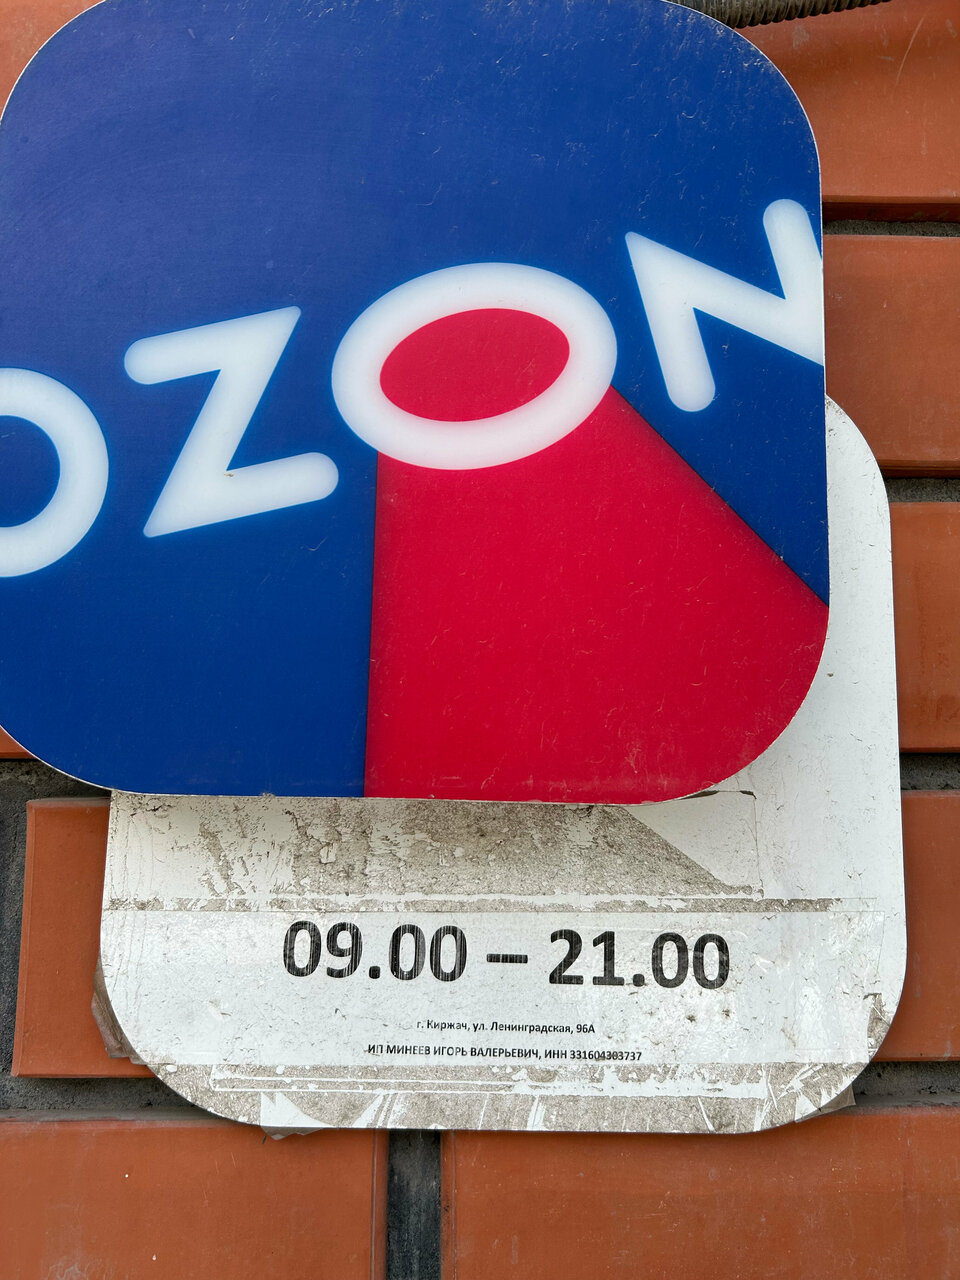 OZON
09.00 – 21.00
г. Киржач, ул. Ленинградская, 96А
ИП МИНЕЕВ ИГОРЬ ВАЛЕРЬЕВИЧ, ИНН 331604303737